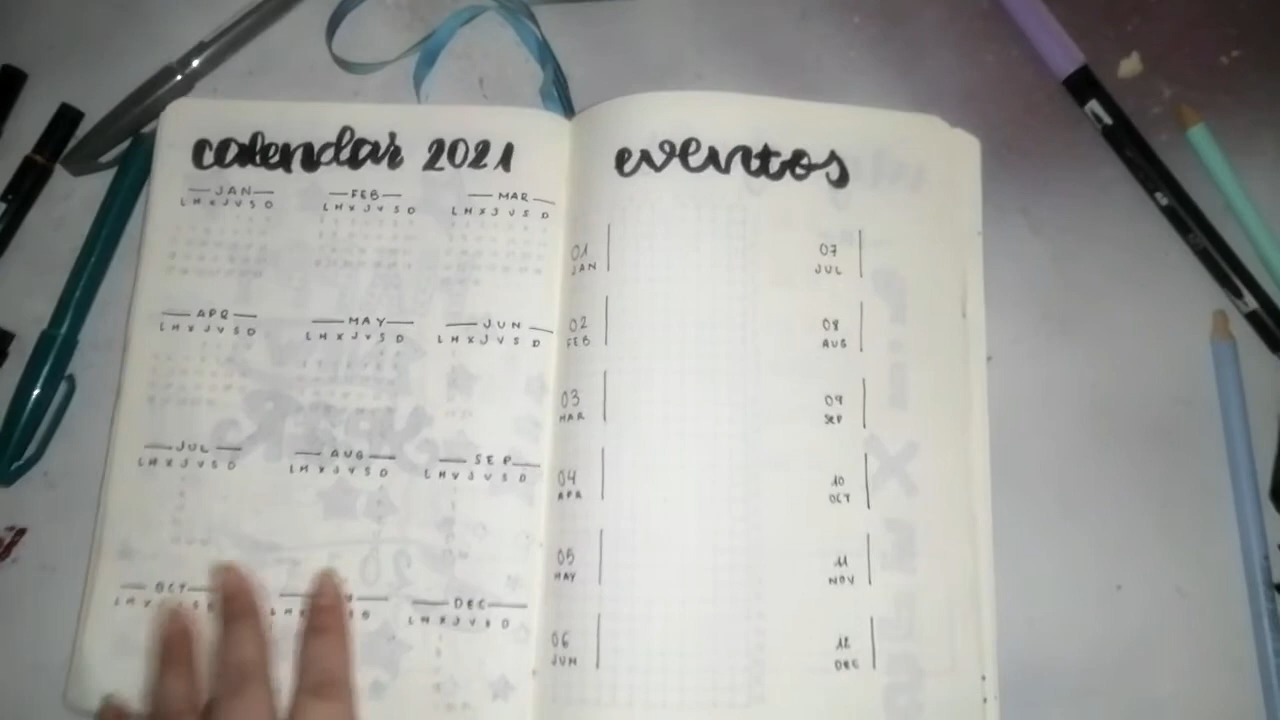 calendar 2021
JAN FEB MAR
L M X J V S D L M X J V S D L M X J V S D
APR MAY JUN
L M X J V S D L M X J V S D L M X J V S D
JUL AUG SEP
L M X J V S D L M X J V S D L M V J V S D
OCT DEC
L M L M X J V S D
eventos
01
JAN
02
FEB
03
MAR
04
APR
05
MAY
06
JUN
07
JUL
08
AUG
09
SEP
10
OCT
11
NOV
12
DEC